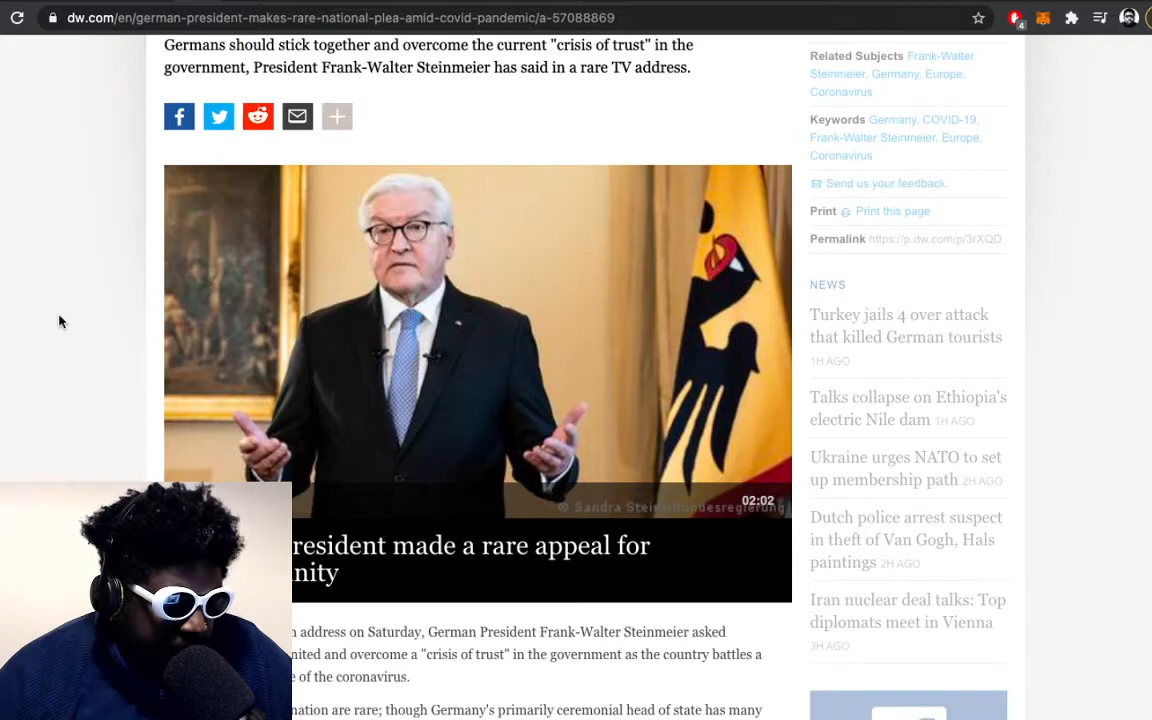 dw.com/en/german-president-makes-rare-national-plea-amid-covid-pandemic/a-57088869
4
Germans should stick together and overcome the current "crisis of trust" in the
government, President Frank-Walter Steinmeier has said in a rare TV address.
02:02
resident made a rare appeal for
nity
n address on Saturday, German President Frank-Walter Steinmeier asked
nited and overcome a "crisis of trust" in the government as the country battles a
e of the coronavirus.
nation are rare; though Germany's primarily ceremonial head of state has many
Related Subjects Frank-Walter
Steinmeier, Germany, Europe,
Coronavirus
Keywords Germany, COVID-19,
Frank-Walter Steinmeier, Europe,
Coronavirus
Send us your feedback.
Print Print this page
Permalink https://p.dw.com/p/3rXQD
NEWS
Turkey jails 4 over attack
that killed German tourists
1H AGO
Talks collapse on Ethiopia's
electric Nile dam 1H AGO
Ukraine urges NATO to set
up membership path 2H AGO
Dutch police arrest suspect
in theft of Van Gogh, Hals
paintings 2H AGO
Iran nuclear deal talks: Top
diplomats meet in Vienna
3H AGO